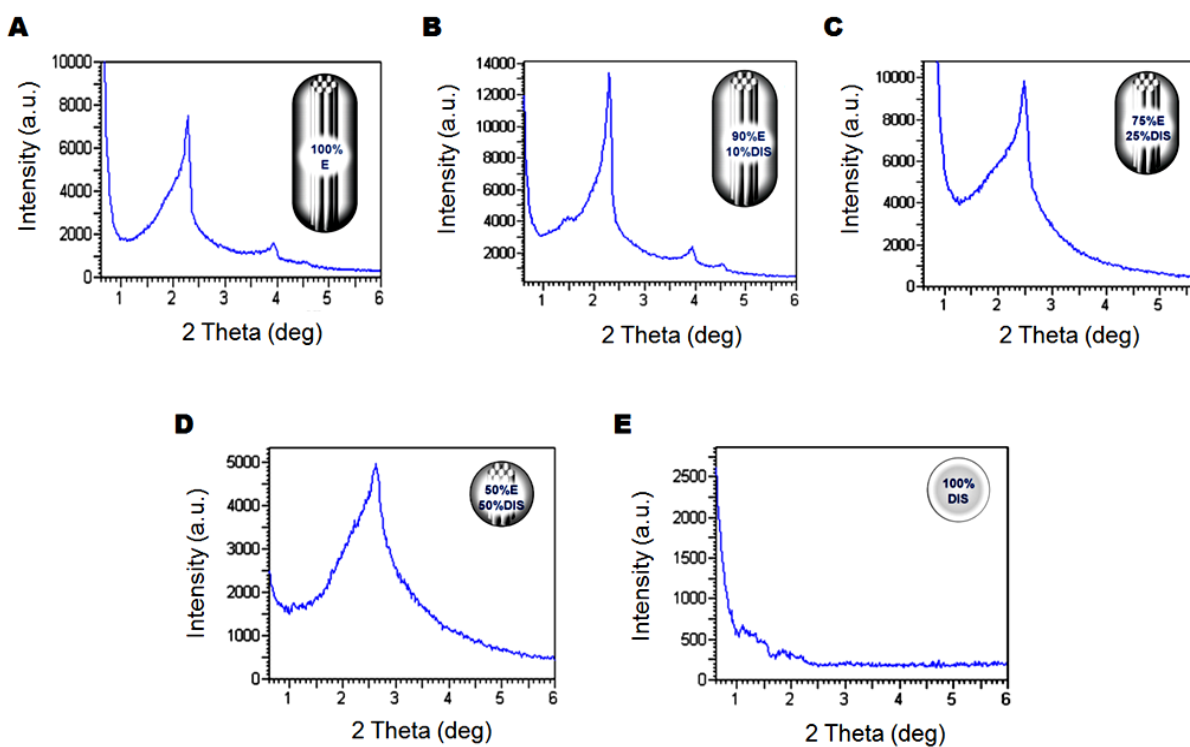 A
Intensity (a.u.)
10000
8000
6000
4000
2000
0
1 2 3 4 5 6
2 Theta (deg)
100%
E
B
Intensity (a.u.)
14000
12000
10000
8000
6000
4000
2000
1 2 3 4 5 6
2 Theta (deg)
90%E
10%DIS
C
Intensity (a.u.)
10000
8000
6000
4000
2000
0
1 2 3 4 5
2 Theta (deg)
75%E
25%DIS
D
Intensity (a.u.)
5000
4000
3000
2000
1000
0
1 2 3 4 5 6
2 Theta (deg)
50%E
50%DIS
E
Intensity (a.u.)
2500
2000
1500
1000
500
0
1 2 3 4 5 6
2 Theta (deg)
100%
DIS